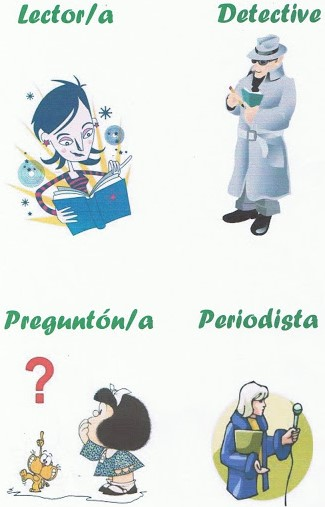 Lector/a
Detective
Preguntón/a
Periodista
?